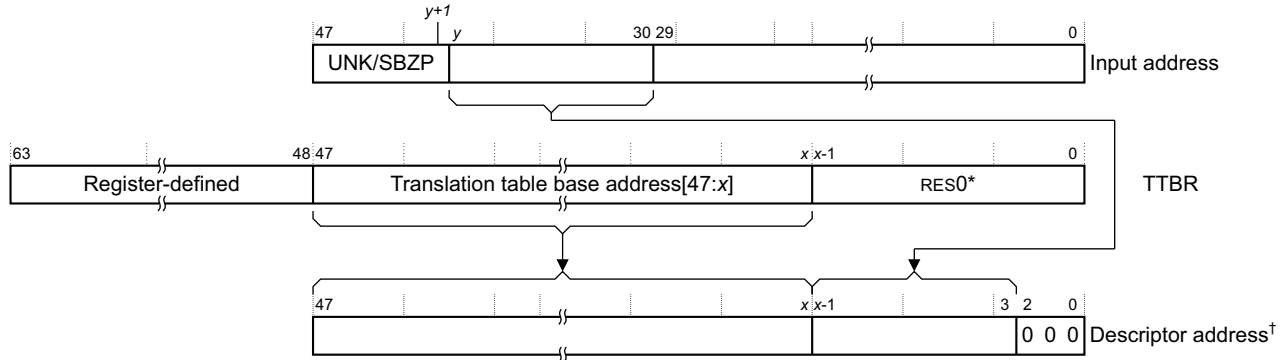 y+1
47 y 30 29 0
UNK/SBZP Input address
63 48 47 x x-1 0
Register-defined Translation table base address[47:x] RES0* TTBR
47 x x-1 3 2 0
0 0 0 Descriptor address†